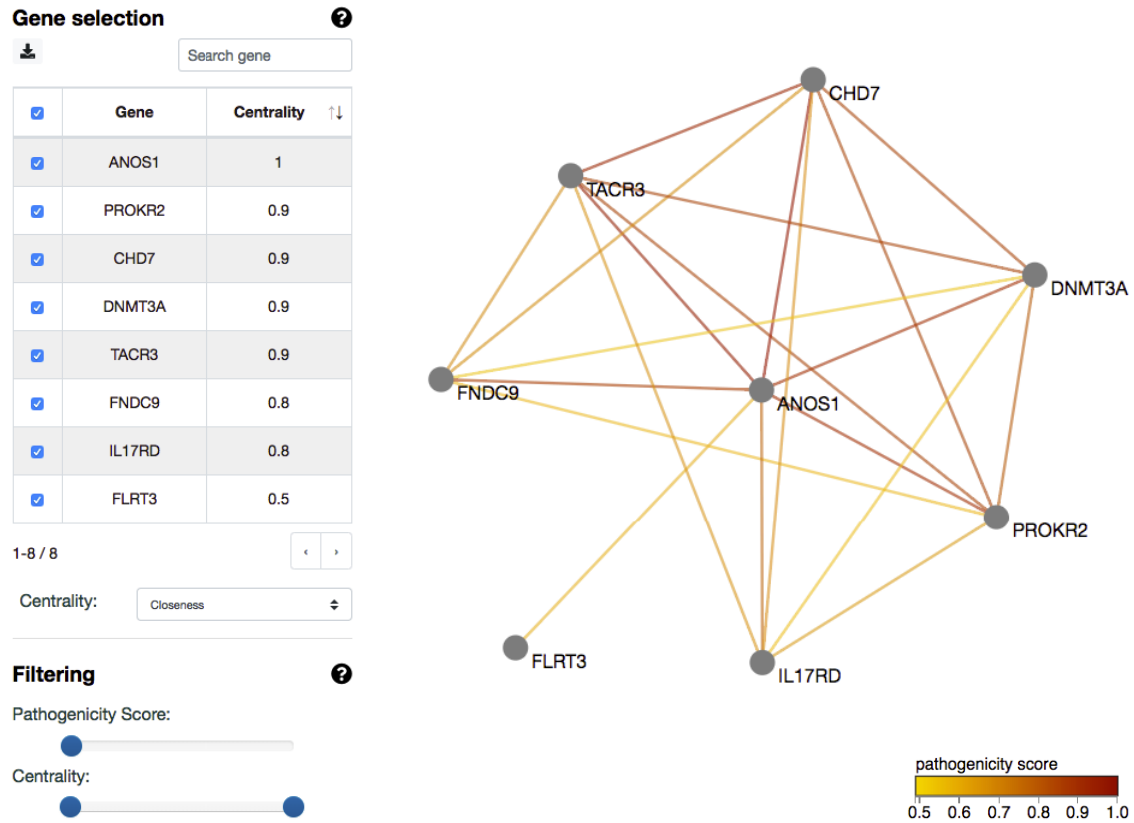 Gene selection
Search gene
Gene Centrality
ANOS1 1
PROKR2 0.9
CHD7 0.9
DNMT3A 0.9
TACR3 0.9
FNDC9 0.8
IL17RD 0.8
FLRT3 0.5
1-8 / 8
Centrality: Closeness
Filtering
Pathogenicity Score:
Centrality:
CHD7
TACR3
DNMT3A
FNDC9
ANOS1
PROKR2
FLRT3
IL17RD
pathogenicity score
0.5 0.6 0.7 0.8 0.9 1.0